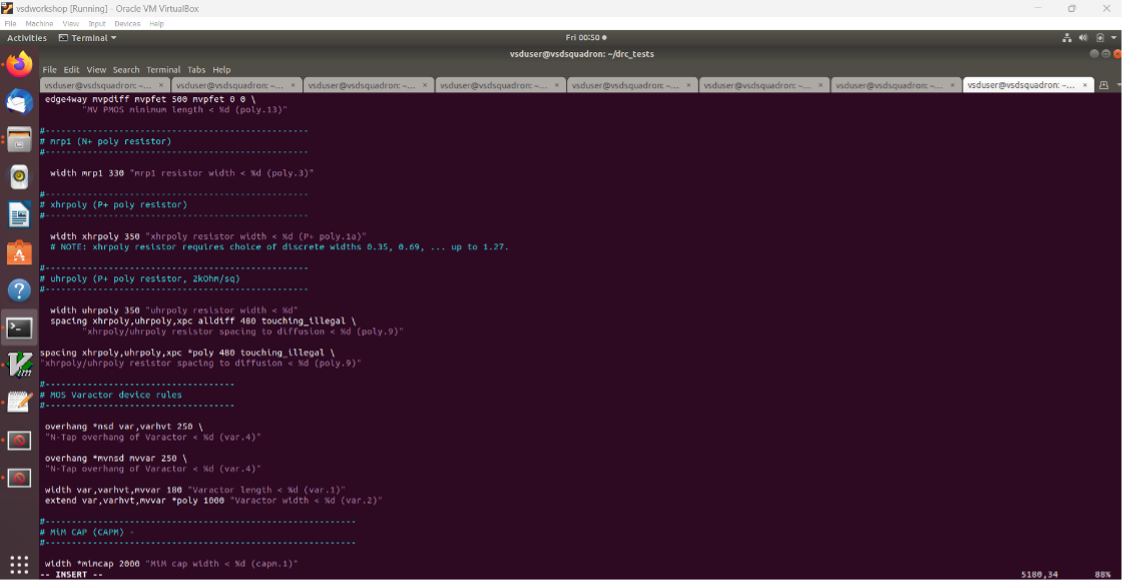 vsdworkshop [Running] - Oracle VM VirtualBox
File Machine View Input Devices Help
Activities Terminal Fri 00:50
vsduser@vsdsquadron: ~/drc_tests
File Edit View Search Terminal Tabs Help
vsduser@vsdsquadron: ~... × vsduser@vsdsquadron: ~... × vsduser@vsdsquadron: ~... × vsduser@vsdsquadron: ~... × vsduser@vsdsquadron: ~... × vsduser@vsdsquadron: ~... × vsduser@vsdsquadron: ~... × vsduser@vsdsquadron: ~... ×
edge4way mvpdiff mvpfet 500 mvpfet 0 0 \
"MV PMOS minimum length < %d (poly.13)"
#--------------------------------------------------
# mrp1 (N+ poly resistor)
#--------------------------------------------------
width mrp1 330 "mrp1 resistor width < %d (poly.3)"
#--------------------------------------------------
# xhrpoly (P+ poly resistor)
#--------------------------------------------------
width xhrpoly 350 "xhrpoly resistor width < %d (P+ poly.1a)"
# NOTE: xhrpoly resistor requires choice of discrete widths 0.35, 0.69, ... up to 1.27.
#--------------------------------------------------
# uhrpoly (P+ poly resistor, 2kOhm/sq)
#--------------------------------------------------
width uhrpoly 350 "uhrpoly resistor width < %d"
spacing xhrpoly,uhrpoly,xpc alldiff 480 touching_illegal \
"xhrpoly/uhrpoly resistor spacing to diffusion < %d (poly.9)"
spacing xhrpoly,uhrpoly,xpc *poly 480 touching_illegal \
"xhrpoly/uhrpoly resistor spacing to diffusion < %d (poly.9)"
#------------------------------------
# MOS Varactor device rules
#------------------------------------
overhang *nsd var,varhvt 250 \
"N-Tap overhang of Varactor < %d (var.4)"
overhang *mvnsd mvvar 250 \
"N-Tap overhang of Varactor < %d (var.4)"
width var,varhvt,mvvar 180 "Varactor length < %d (var.1)"
extend var,varhvt,mvvar *poly 1000 "Varactor width < %d (var.2)"
#-----------------------------------------------------------
# MiM CAP (CAPM) -
#-----------------------------------------------------------
width *mimcap 2000 "MiM cap width < %d (capm.1)"
-- INSERT -- 5180,34 88%